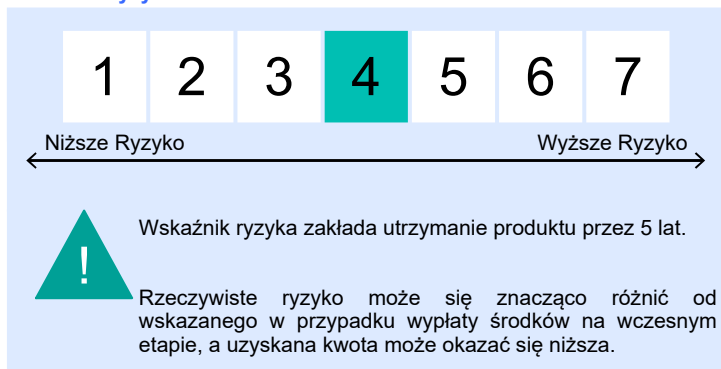 1 2 3 4 5 6 7
Niższe Ryzyko Wyższe Ryzyko
!
Wskaźnik ryzyka zakłada utrzymanie produktu przez 5 lat.
Rzeczywiste ryzyko może się znacząco różnić od
wskazanego w przypadku wypłaty środków na wczesnym
etapie, a uzyskana kwota może okazać się niższa.